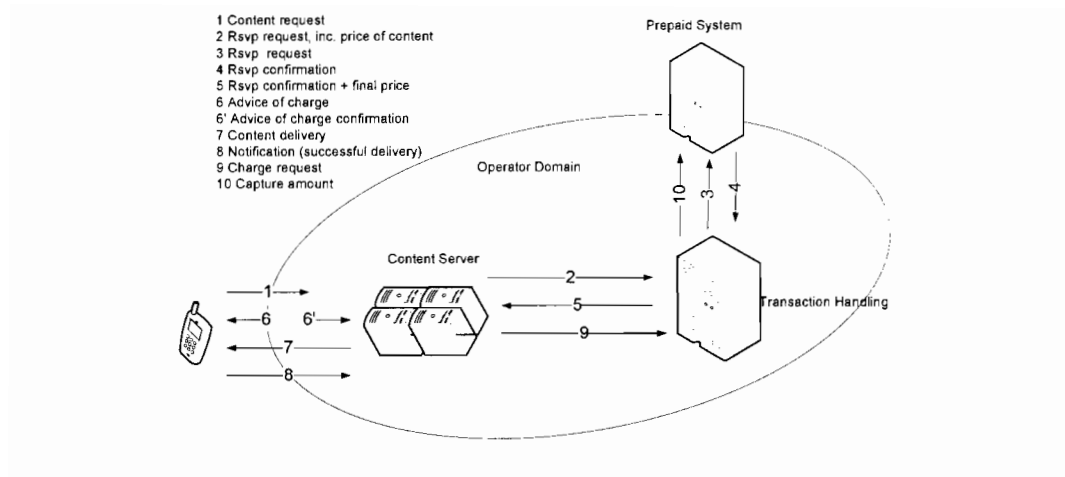 1 Content request
2 Rsvp request, inc. price of content
3 Rsvp request
4 Rsvp confirmation
5 Rsvp confirmation + final price
6 Advice of charge
6' Advice of charge confirmation
7 Content delivery
8 Notification (successful delivery)
9 Charge request
10 Capture amount
Prepaid System
Operator Domain
10
3
4
Content Server
2
1
5
Transaction Handling
6
6'
9
7
8